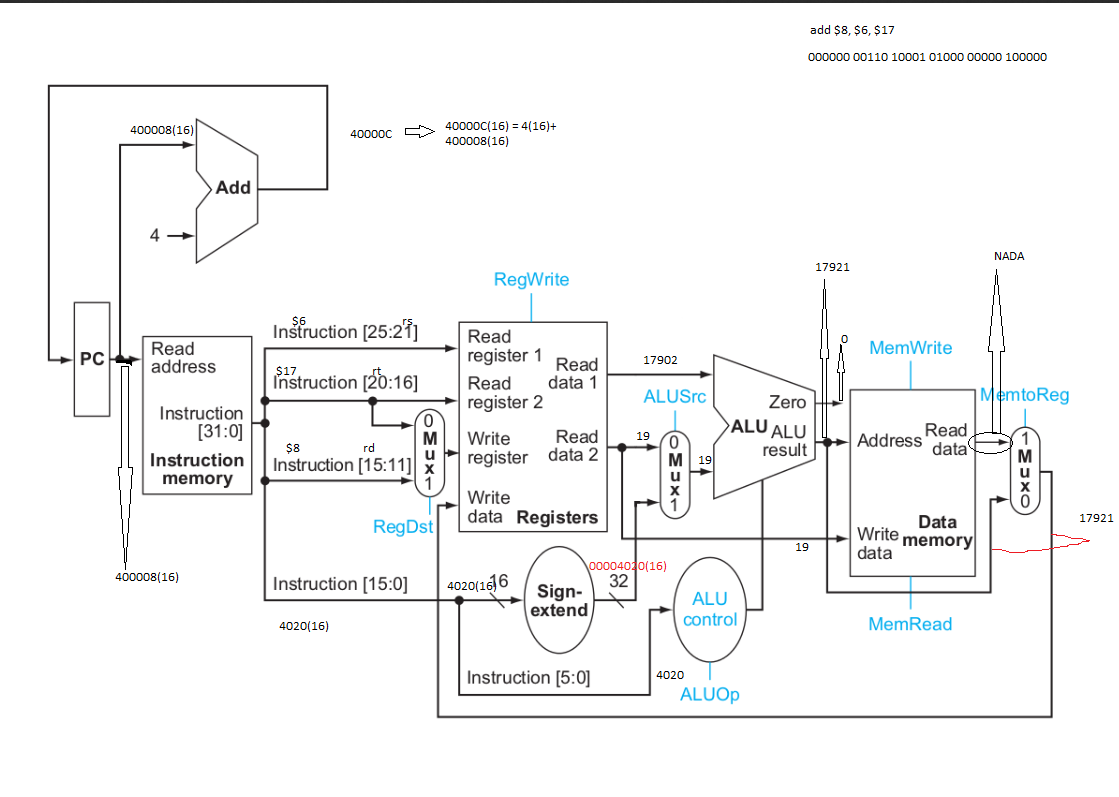 add $8, $6, $17
000000 00110 10001 01000 00000 100000
400008(16)
40000C
40000C(16) = 4(16)+
400008(16)
Add
4
NADA
17921
RegWrite
0
MemWrite
MemtoReg
PC
Read
address
Instruction
[31:0]
Instruction
memory
400008(16)
$6
rs
Instruction [25:21]
$17
rt
Instruction [20:16]
$8
rd
Instruction [15:11]
0
M
u
x
1
RegDst
Read
register 1
Read
register 2
Write
register
Write
data
Read
data 1
Read
data 2
Registers
17902
ALUSrc
19
0
M
u
x
1
19
Zero
ALU
ALU
result
Address
Read
data
Write
data
Data
memory
1
M
u
x
0
17921
19
MemRead
Instruction [15:0]
4020(16)
4020(16)
16
Sign-
extend
00004020(16)
32
ALU
control
Instruction [5:0]
4020
ALUOp